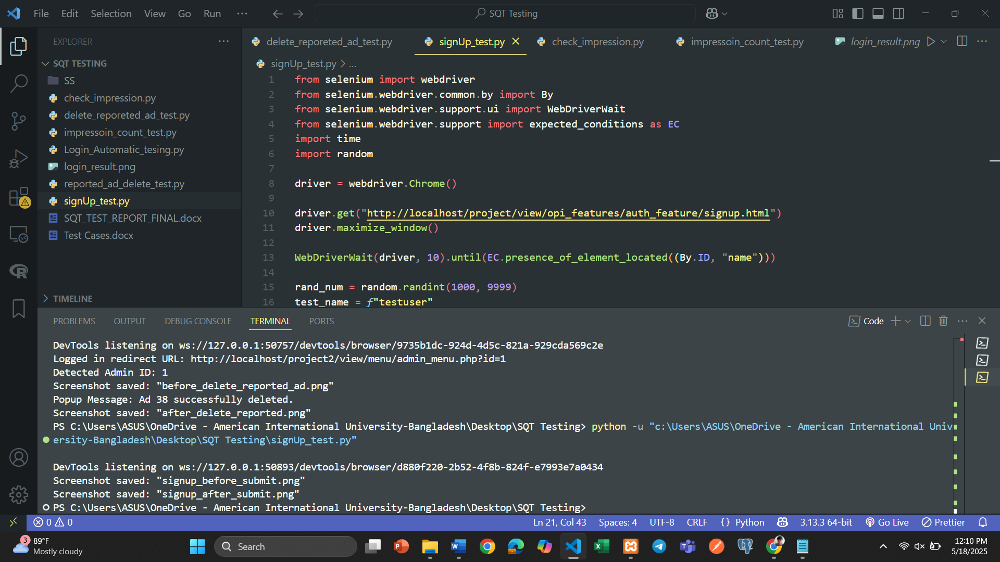 File Edit Selection View Go Run ...
SQT Testing
EXPLORER ...
SQT TESTING
SS
check_impression.py
delete_reporeted_ad_test.py
impressoin_count_test.py
Login_Automatic_tesing.py
login_result.png
reported_ad_delete_test.py
signUp_test.py
SQT_TEST_REPORT_FINAL.docx
Test Cases.docx
TIMELINE
delete_reporeted_ad_test.py signUp_test.py check_impression.py impressoin_count_test.py login_result.png ...
signUp_test.py > ...
1 from selenium import webdriver
2 from selenium.webdriver.common.by import By
3 from selenium.webdriver.support.ui import WebDriverWait
4 from selenium.webdriver.support import expected_conditions as EC
5 import time
6 import random
7
8 driver = webdriver.Chrome()
9
10 driver.get("http://localhost/project/view/opi_features/auth_feature/signup.html")
11 driver.maximize_window()
12
13 WebDriverWait(driver, 10).until(EC.presence_of_element_located((By.ID, "name")))
14
15 rand_num = random.randint(1000, 9999)
16 test_name = f"testuser"
PROBLEMS OUTPUT DEBUG CONSOLE TERMINAL PORTS
Code ...
DevTools listening on ws://127.0.0.1:50757/devtools/browser/9735b1dc-924d-4d5c-821a-929cda569c2e
Logged in redirect URL: http://localhost/project2/view/menu/admin_menu.php?id=1
Detected Admin ID: 1
Screenshot saved: "before_delete_reported_ad.png"
Popup Message: Ad 38 successfully deleted.
Screenshot saved: "after_delete_reported.png"
PS C:\Users\ASUS\OneDrive - American International University-Bangladesh\Desktop\SQT Testing> python -u "c:\Users\ASUS\OneDrive - American International Univ
ersity-Bangladesh\Desktop\SQT Testing\signUp_test.py"
DevTools listening on ws://127.0.0.1:50893/devtools/browser/d880f220-2b52-4f8b-824f-e7993e7a0434
Screenshot saved: "signup_before_submit.png"
Screenshot saved: "signup_after_submit.png"
PS C:\Users\ASUS\OneDrive - American International University-Bangladesh\Desktop\SQT Testing>
0 0
Ln 21, Col 43 Spaces: 4 UTF-8 CRLF {} Python 3.13.3 64-bit Go Live Prettier
3
89°F
Mostly cloudy
Search
12:10 PM
5/18/2025